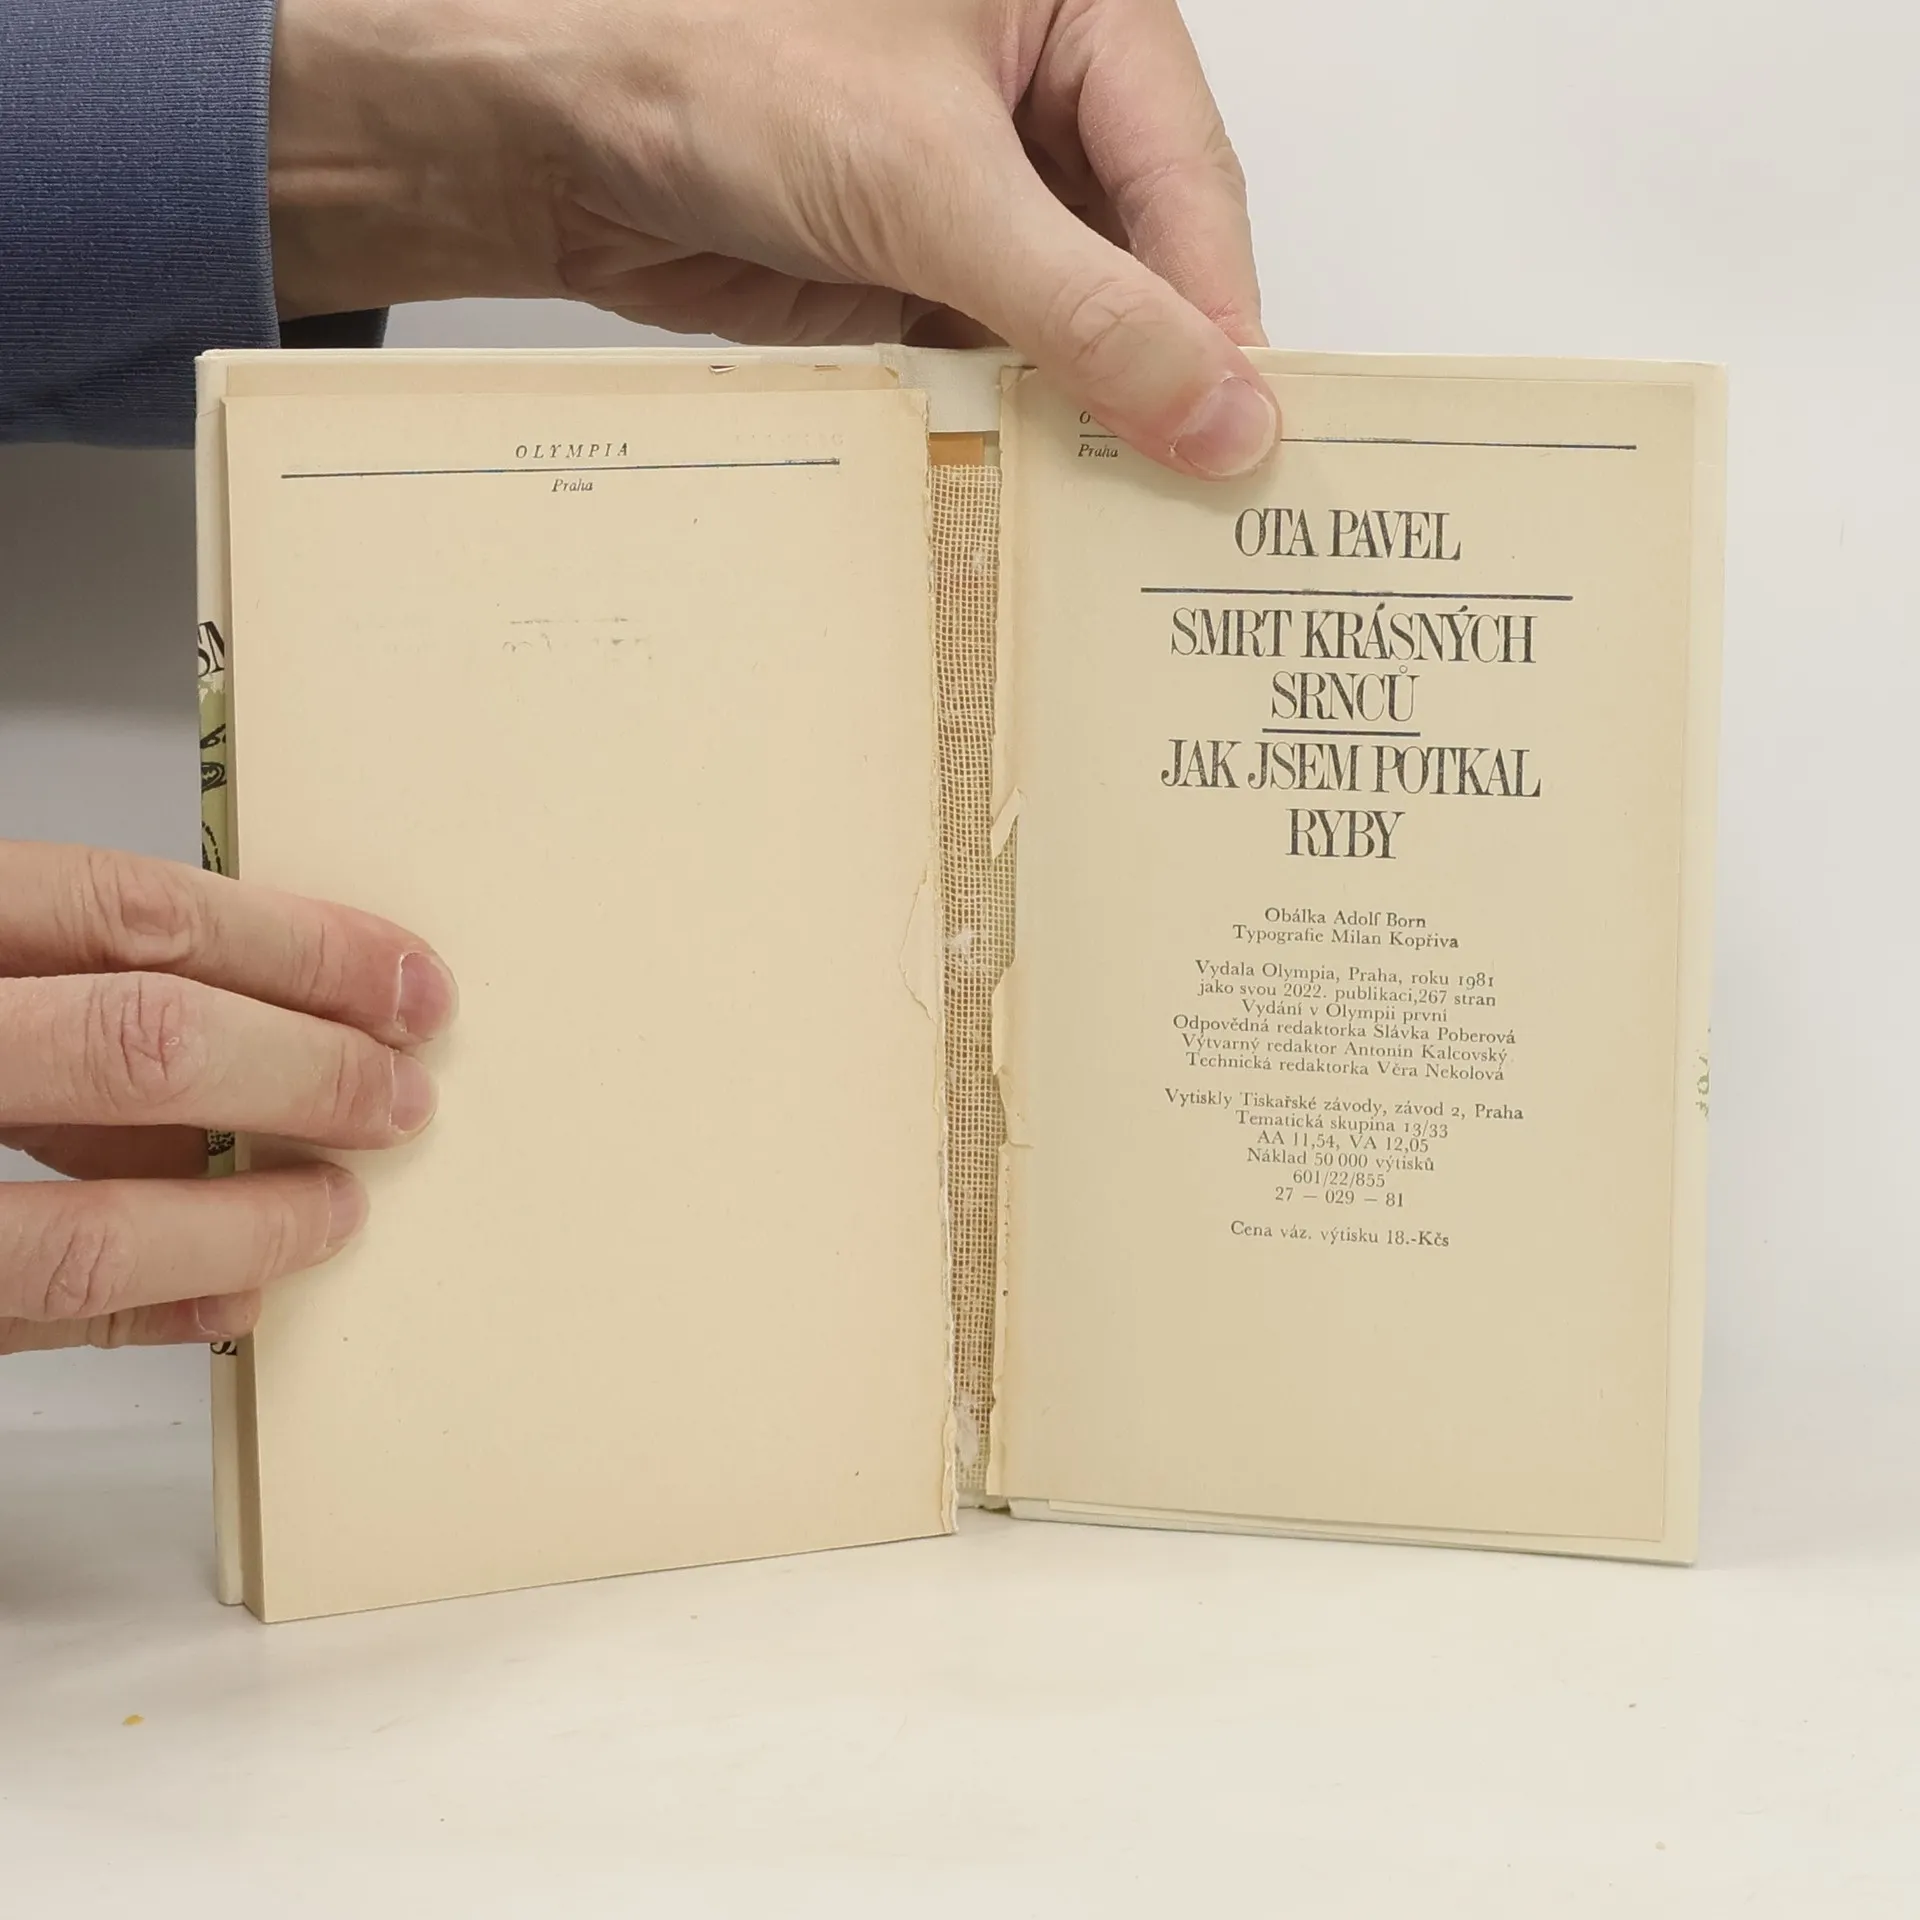 OLYMPIA
Praha
Praha
OTA PAVEL
SMRT KRÁSNÝCH
SRNCŮ
JAK JSEM POTKAL
RYBY
Obálka Adolf Born
Typografie Milan Kopřiva
Vydala Olympia, Praha, roku 1981
jako svou 2022. publikaci,267 stran
Vydání v Olympii první
Odpovědná redaktorka Slávka Poberová
Výtvarný redaktor Antonín Kalcovský
Technická redaktorka Věra Nekolová
Vytiskly Tiskařské závody, závod 2, Praha
Tematická skupina 13/33
AA 11,54, VA 12,05
Náklad 50 000 výtisků
601/22/855
27 — 029 — 81
Cena váz. výtisku 18.-Kčs